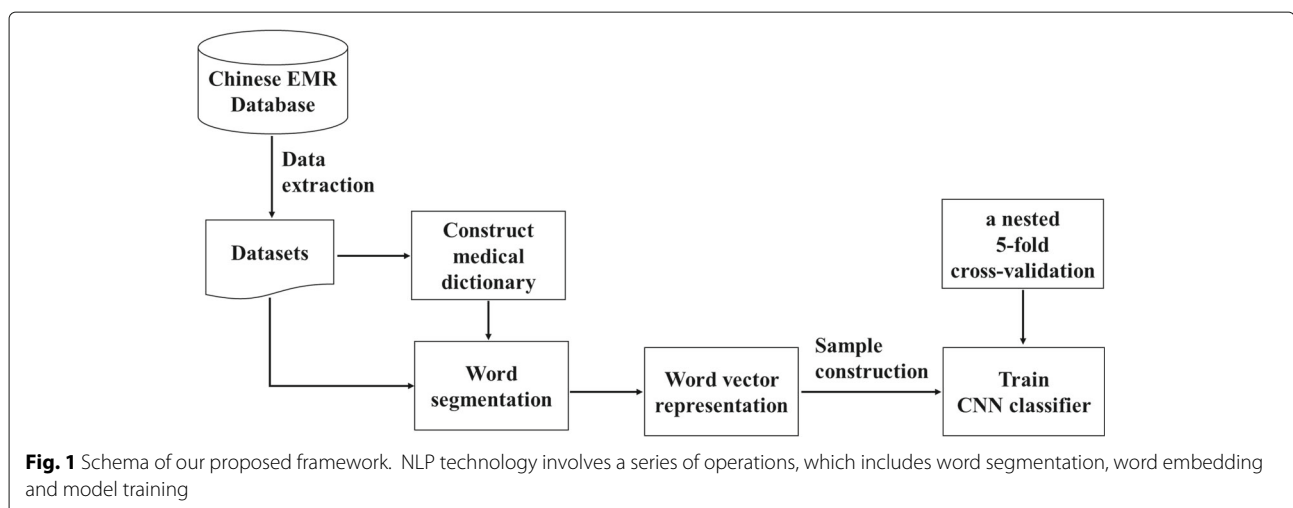 Chinese EMR
Database
Data
extraction
Datasets
Construct
medical
dictionary
a nested
5-fold
cross-validation
Word
segmentation
Word vector
representation
Sample
construction
Train
CNN classifier
Fig. 1 Schema of our proposed framework. NLP technology involves a series of operations, which includes word segmentation, word embedding
and model training